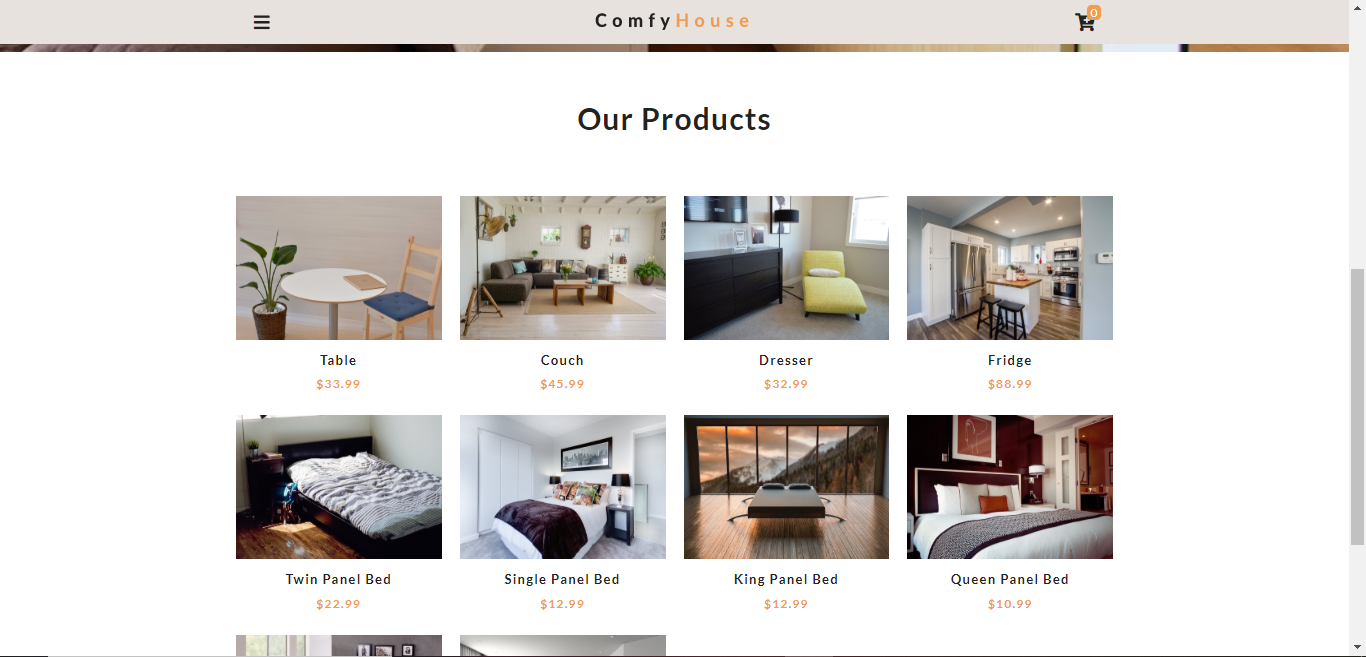 ComfyHouse
0
Our Products
Table
Couch
Dresser
Fridge
$33.99
$45.99
$32.99
$88.99
Twin Panel Bed
Single Panel Bed
King Panel Bed
Queen Panel Bed
$22.99
$12.99
$12.99
$10.99